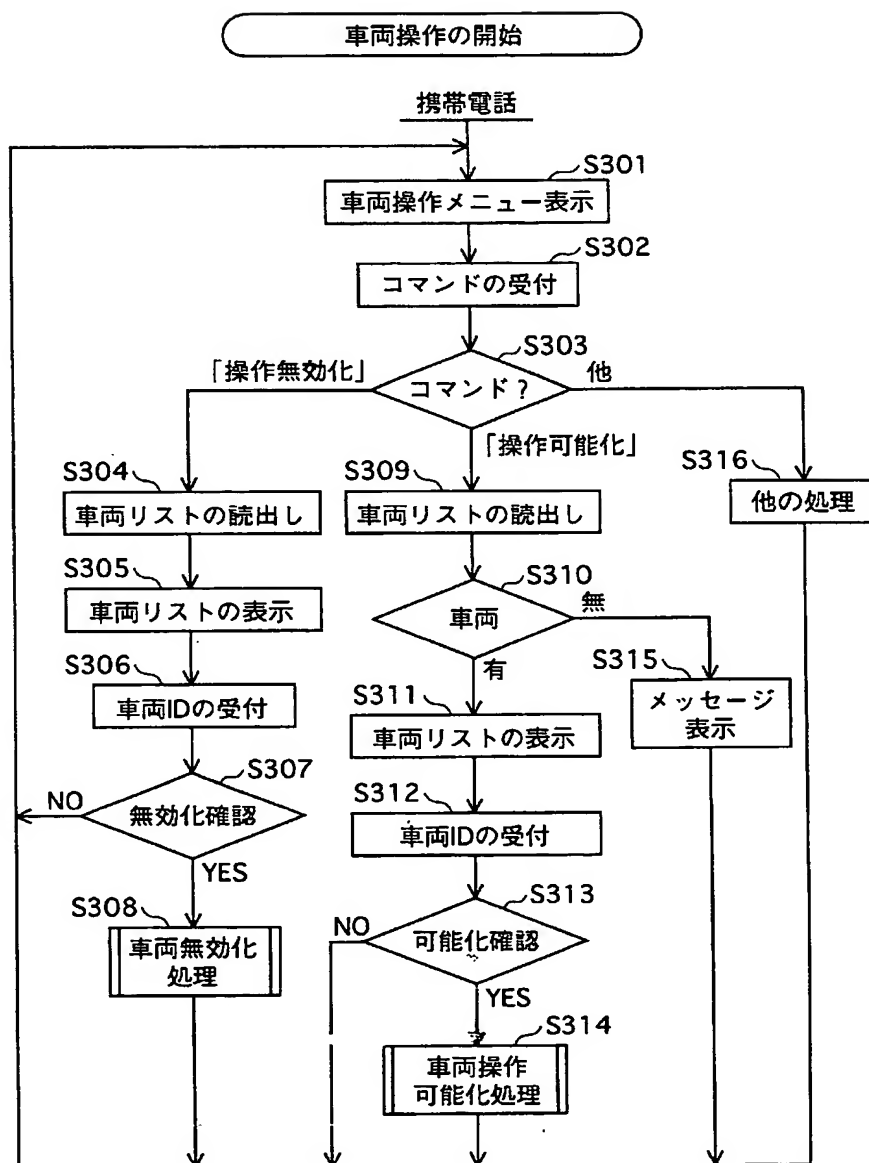 車両操作の開始
携帯電話
S301
車両操作メニュー表示
S302
コマンドの受付
S303
コマンド？
「操作無効化」
「操作可能化」
他
S304
車両リストの読出し
S305
車両リストの表示
S306
車両IDの受付
S307
無効化確認
NO
YES
S308
車両無効化
処理
S309
車両リストの読出し
S310
車両
無
有
S311
車両リストの表示
S312
車両IDの受付
S313
可能化確認
NO
YES
S314
車両操作
可能化処理
S315
メッセージ
表示
S316
他の処理